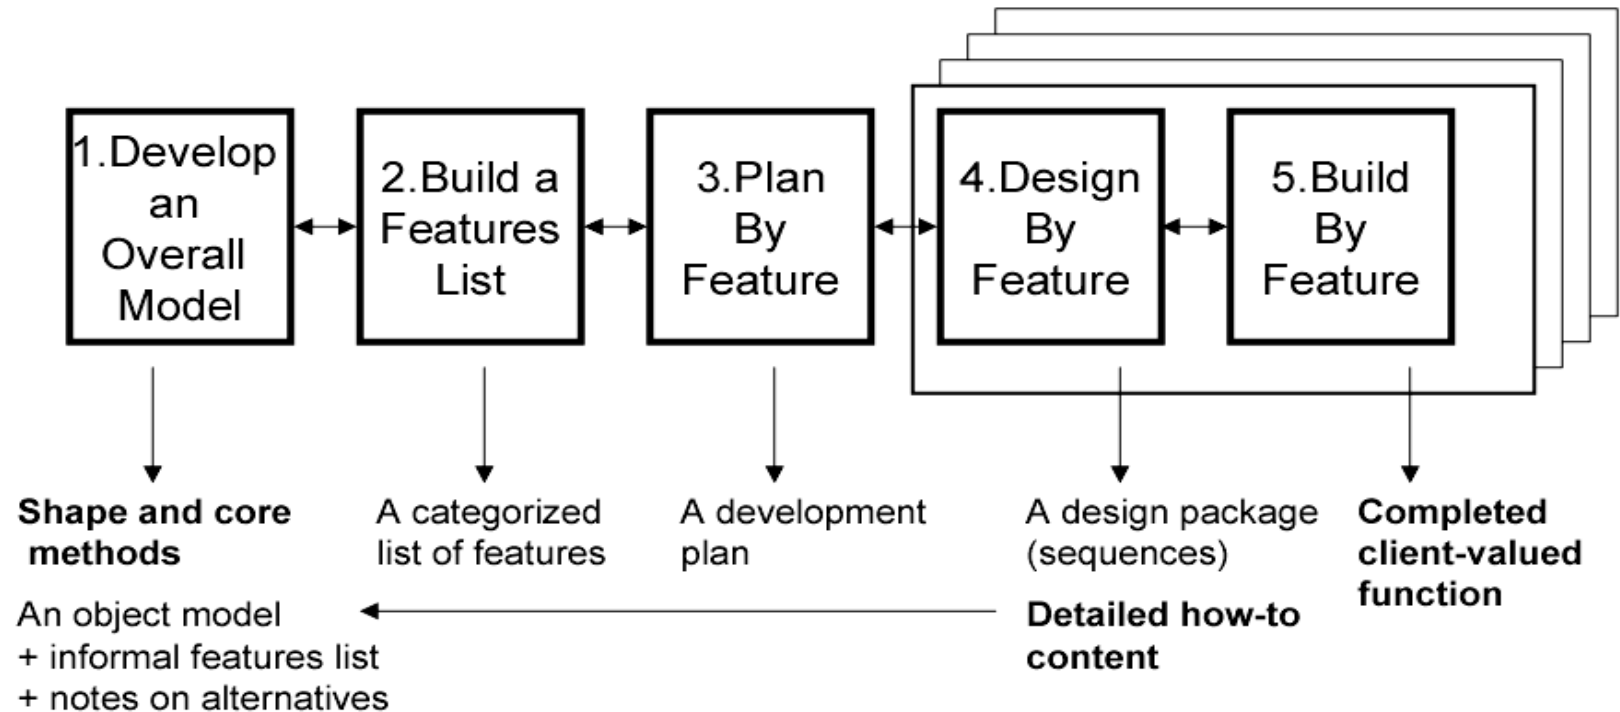 1.Develop
an
Overall
Model
2.Build a
Features
List
3.Plan
By
Feature
4.Design
By
Feature
5.Build
By
Feature
Shape and core
methods
An object model
+ informal features list
+ notes on alternatives
A categorized
list of features
A development
plan
A design package
(sequences)
Detailed how-to
content
Completed
client-valued
function